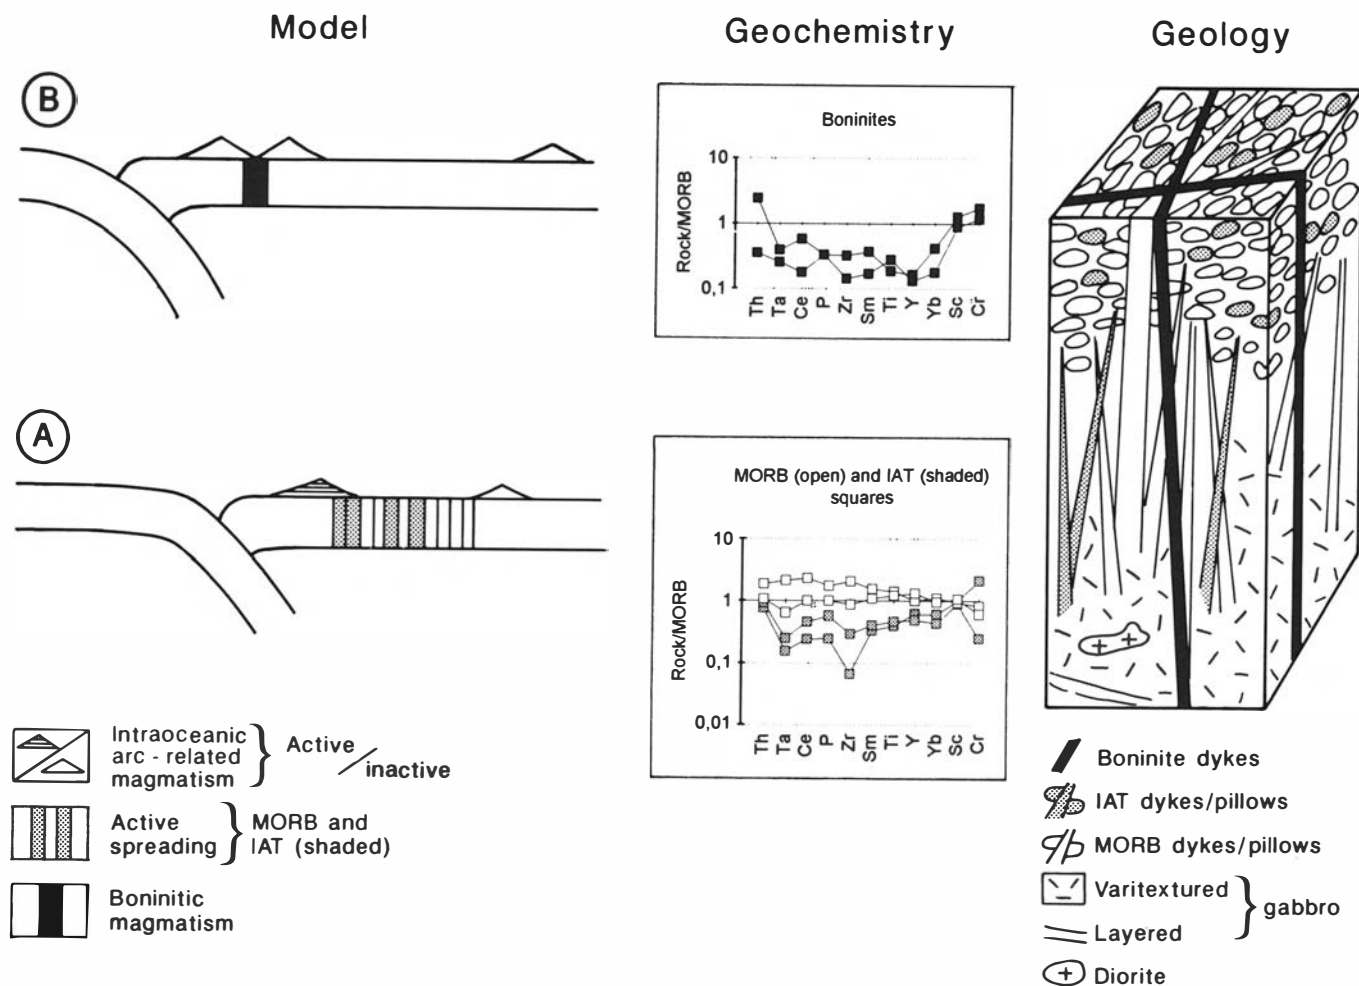 Model
Geochemistry
Geology
B
Boninites
10
1
0,1
Rock/MORB
Th Ta Ce P Zr Sm Ti Y Yb Sc Cr
A
MORB (open) and IAT (shaded)
squares
10
1
0,1
0,01
Rock/MORB
Th Ta Ce P Zr Sm Ti Y Yb Sc Cr
Intraoceanic
arc - related
magmatism
Active
/inactive
Active
spreading
MORB and
IAT (shaded)
Boninitic
magmatism
Boninite dykes
IAT dykes/pillows
MORB dykes/pillows
Varitextured
gabbro
Layered
Diorite